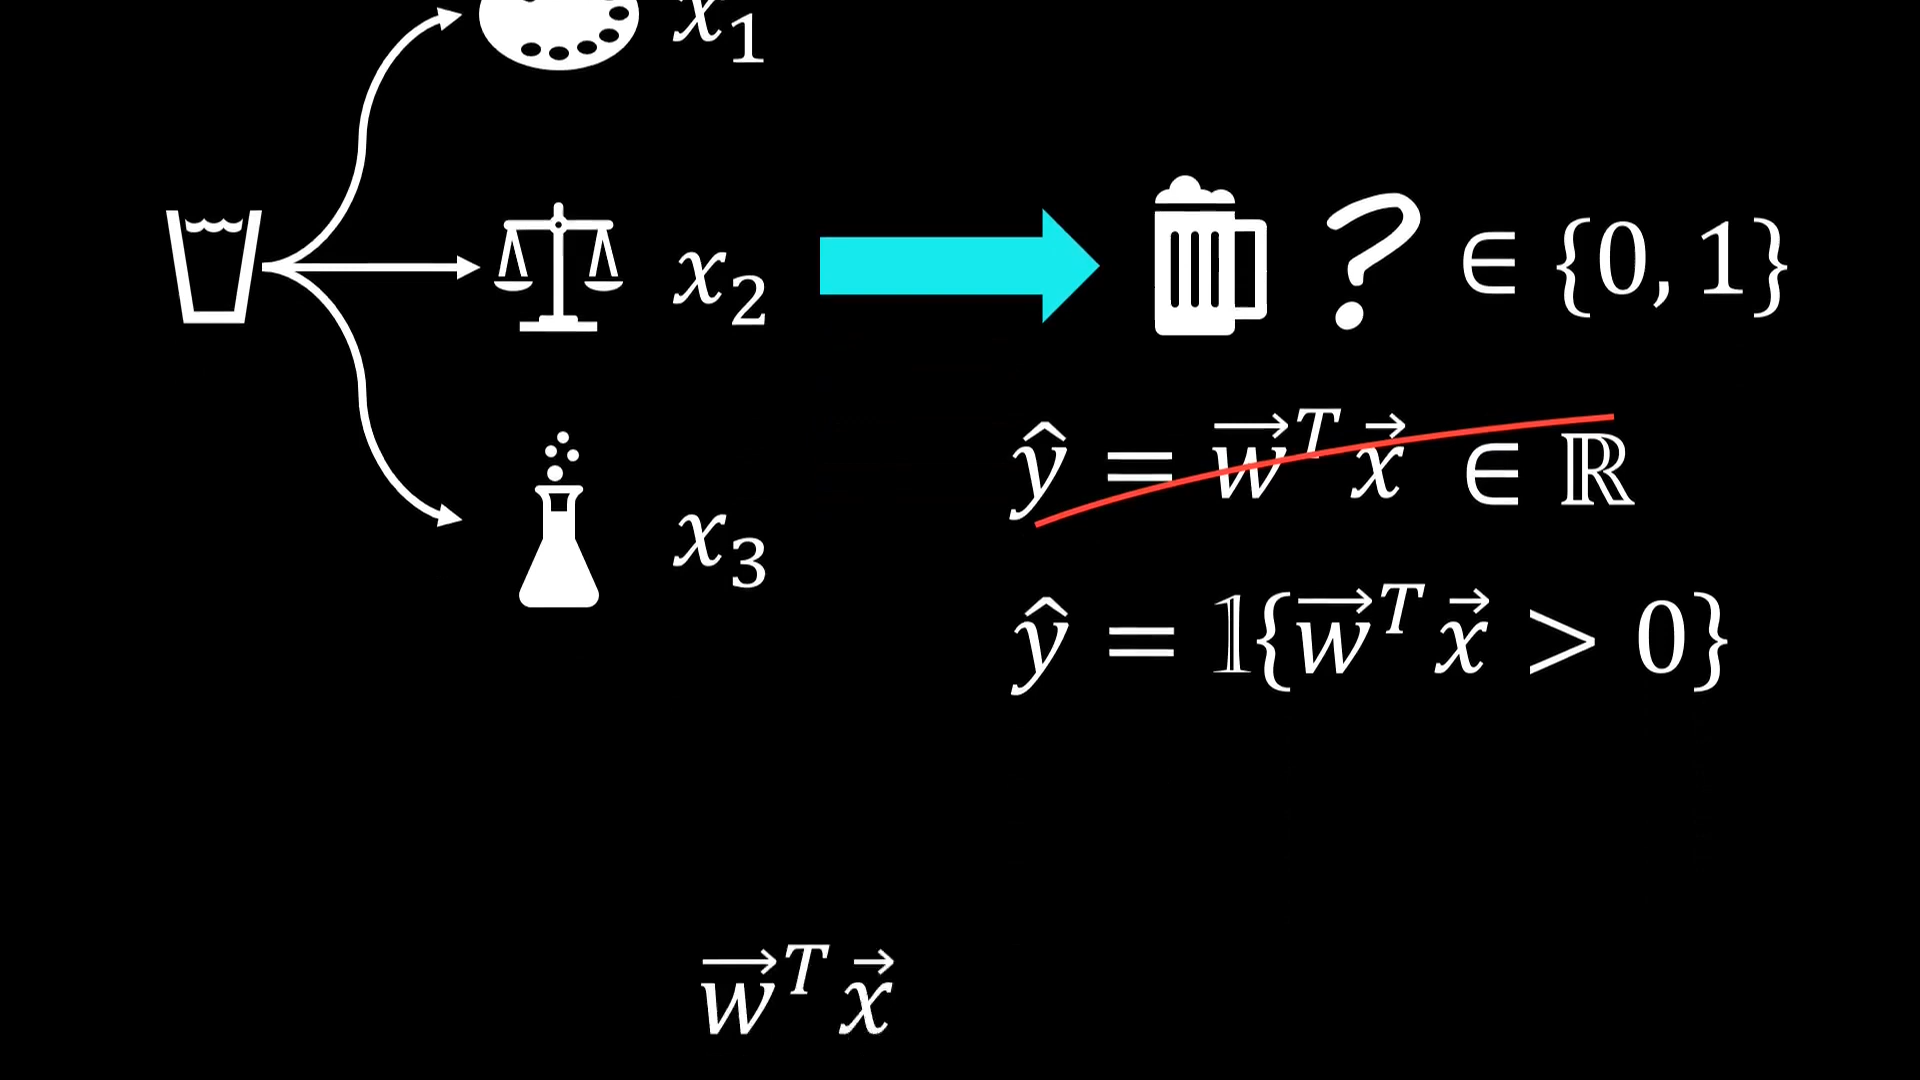 x₁
x₂
? ∈ {0, 1}
ŷ = w⃗ᵀx⃗ ∈ ℝ
x₃
ŷ = 𝟙{w⃗ᵀx⃗ > 0}
w⃗ᵀx⃗